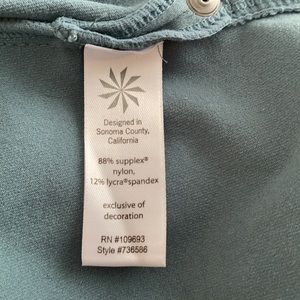 Designed in
Sonoma County,
California
88% supplex®
nylon,
12% lycra® spandex
exclusive of
decoration
RN #109693
Style #736586